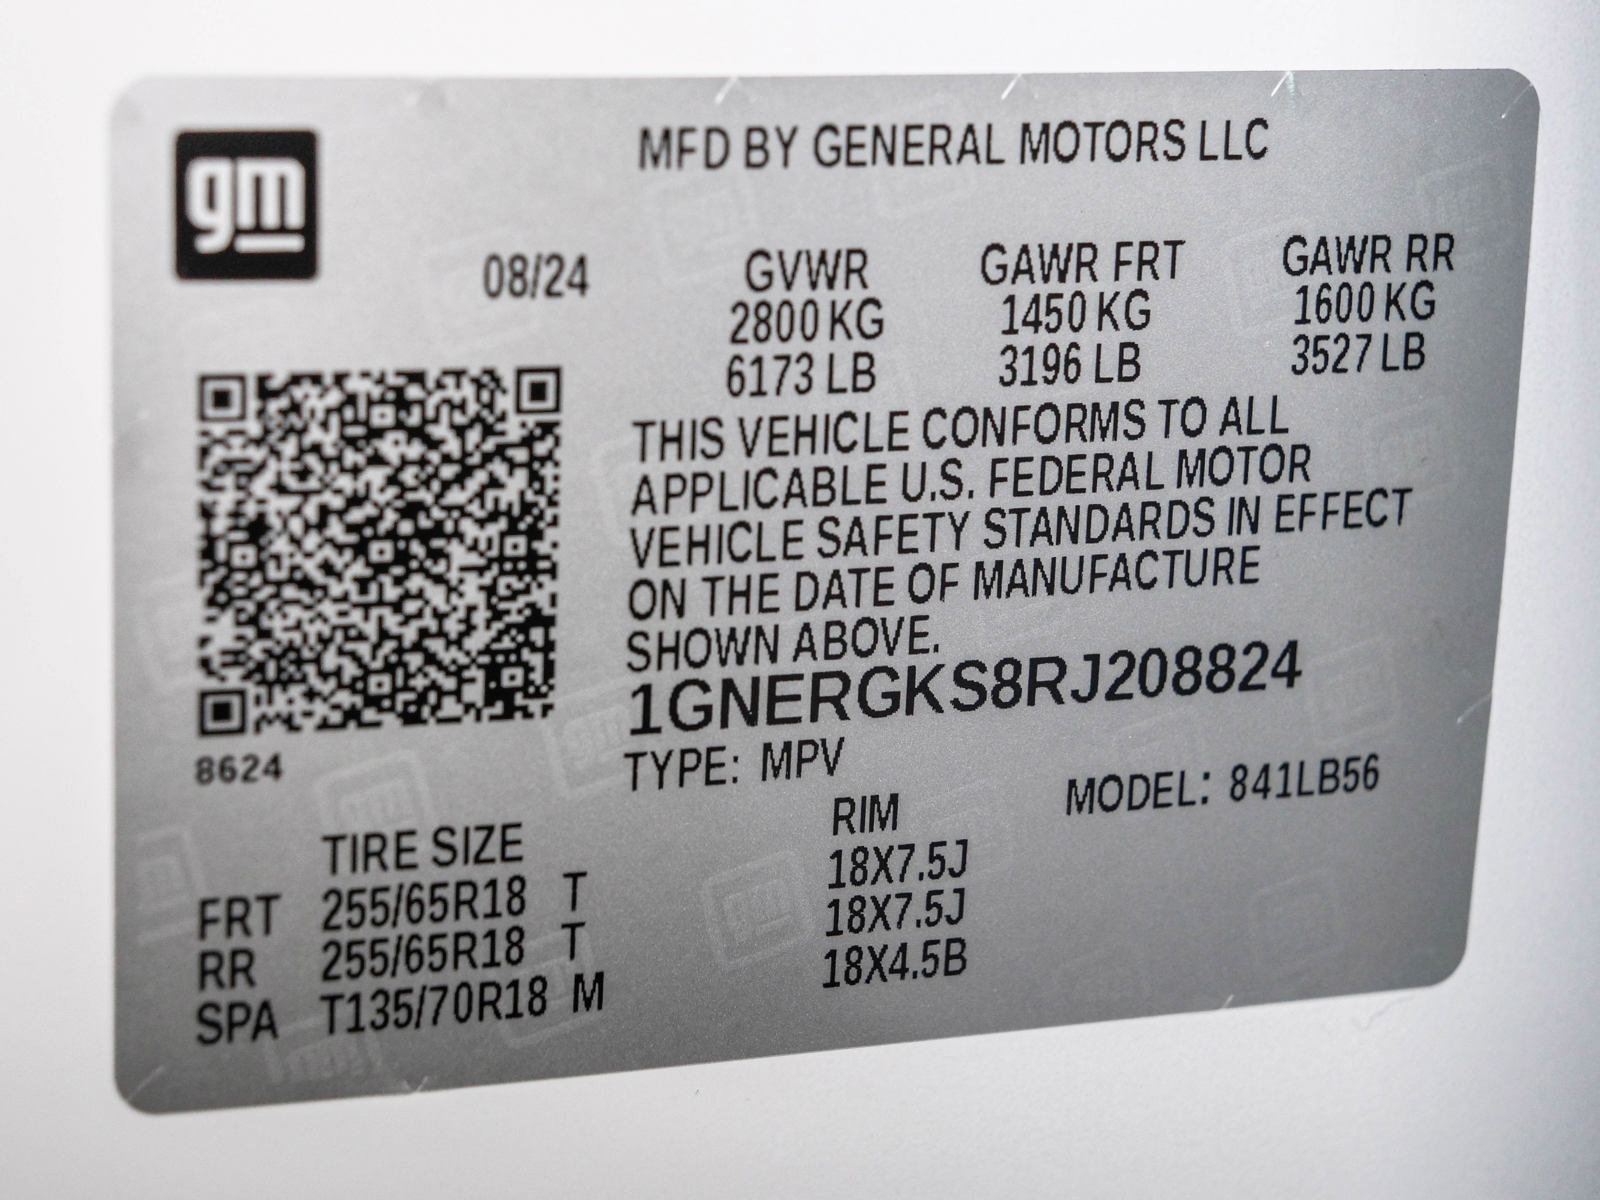 gm
MFD BY GENERAL MOTORS LLC
08/24 GVWR GAWR FRT GAWR RR
2800 KG 1450 KG 1600 KG
6173 LB 3196 LB 3527 LB
THIS VEHICLE CONFORMS TO ALL
APPLICABLE U.S. FEDERAL MOTOR
VEHICLE SAFETY STANDARDS IN EFFECT
ON THE DATE OF MANUFACTURE
SHOWN ABOVE.
1GNERGKS8RJ208824
8624
TYPE: MPV MODEL: 841LB56
TIRE SIZE RIM
FRT 255/65R18 T 18X7.5J
RR 255/65R18 T 18X7.5J
SPA T135/70R18 M 18X4.5B